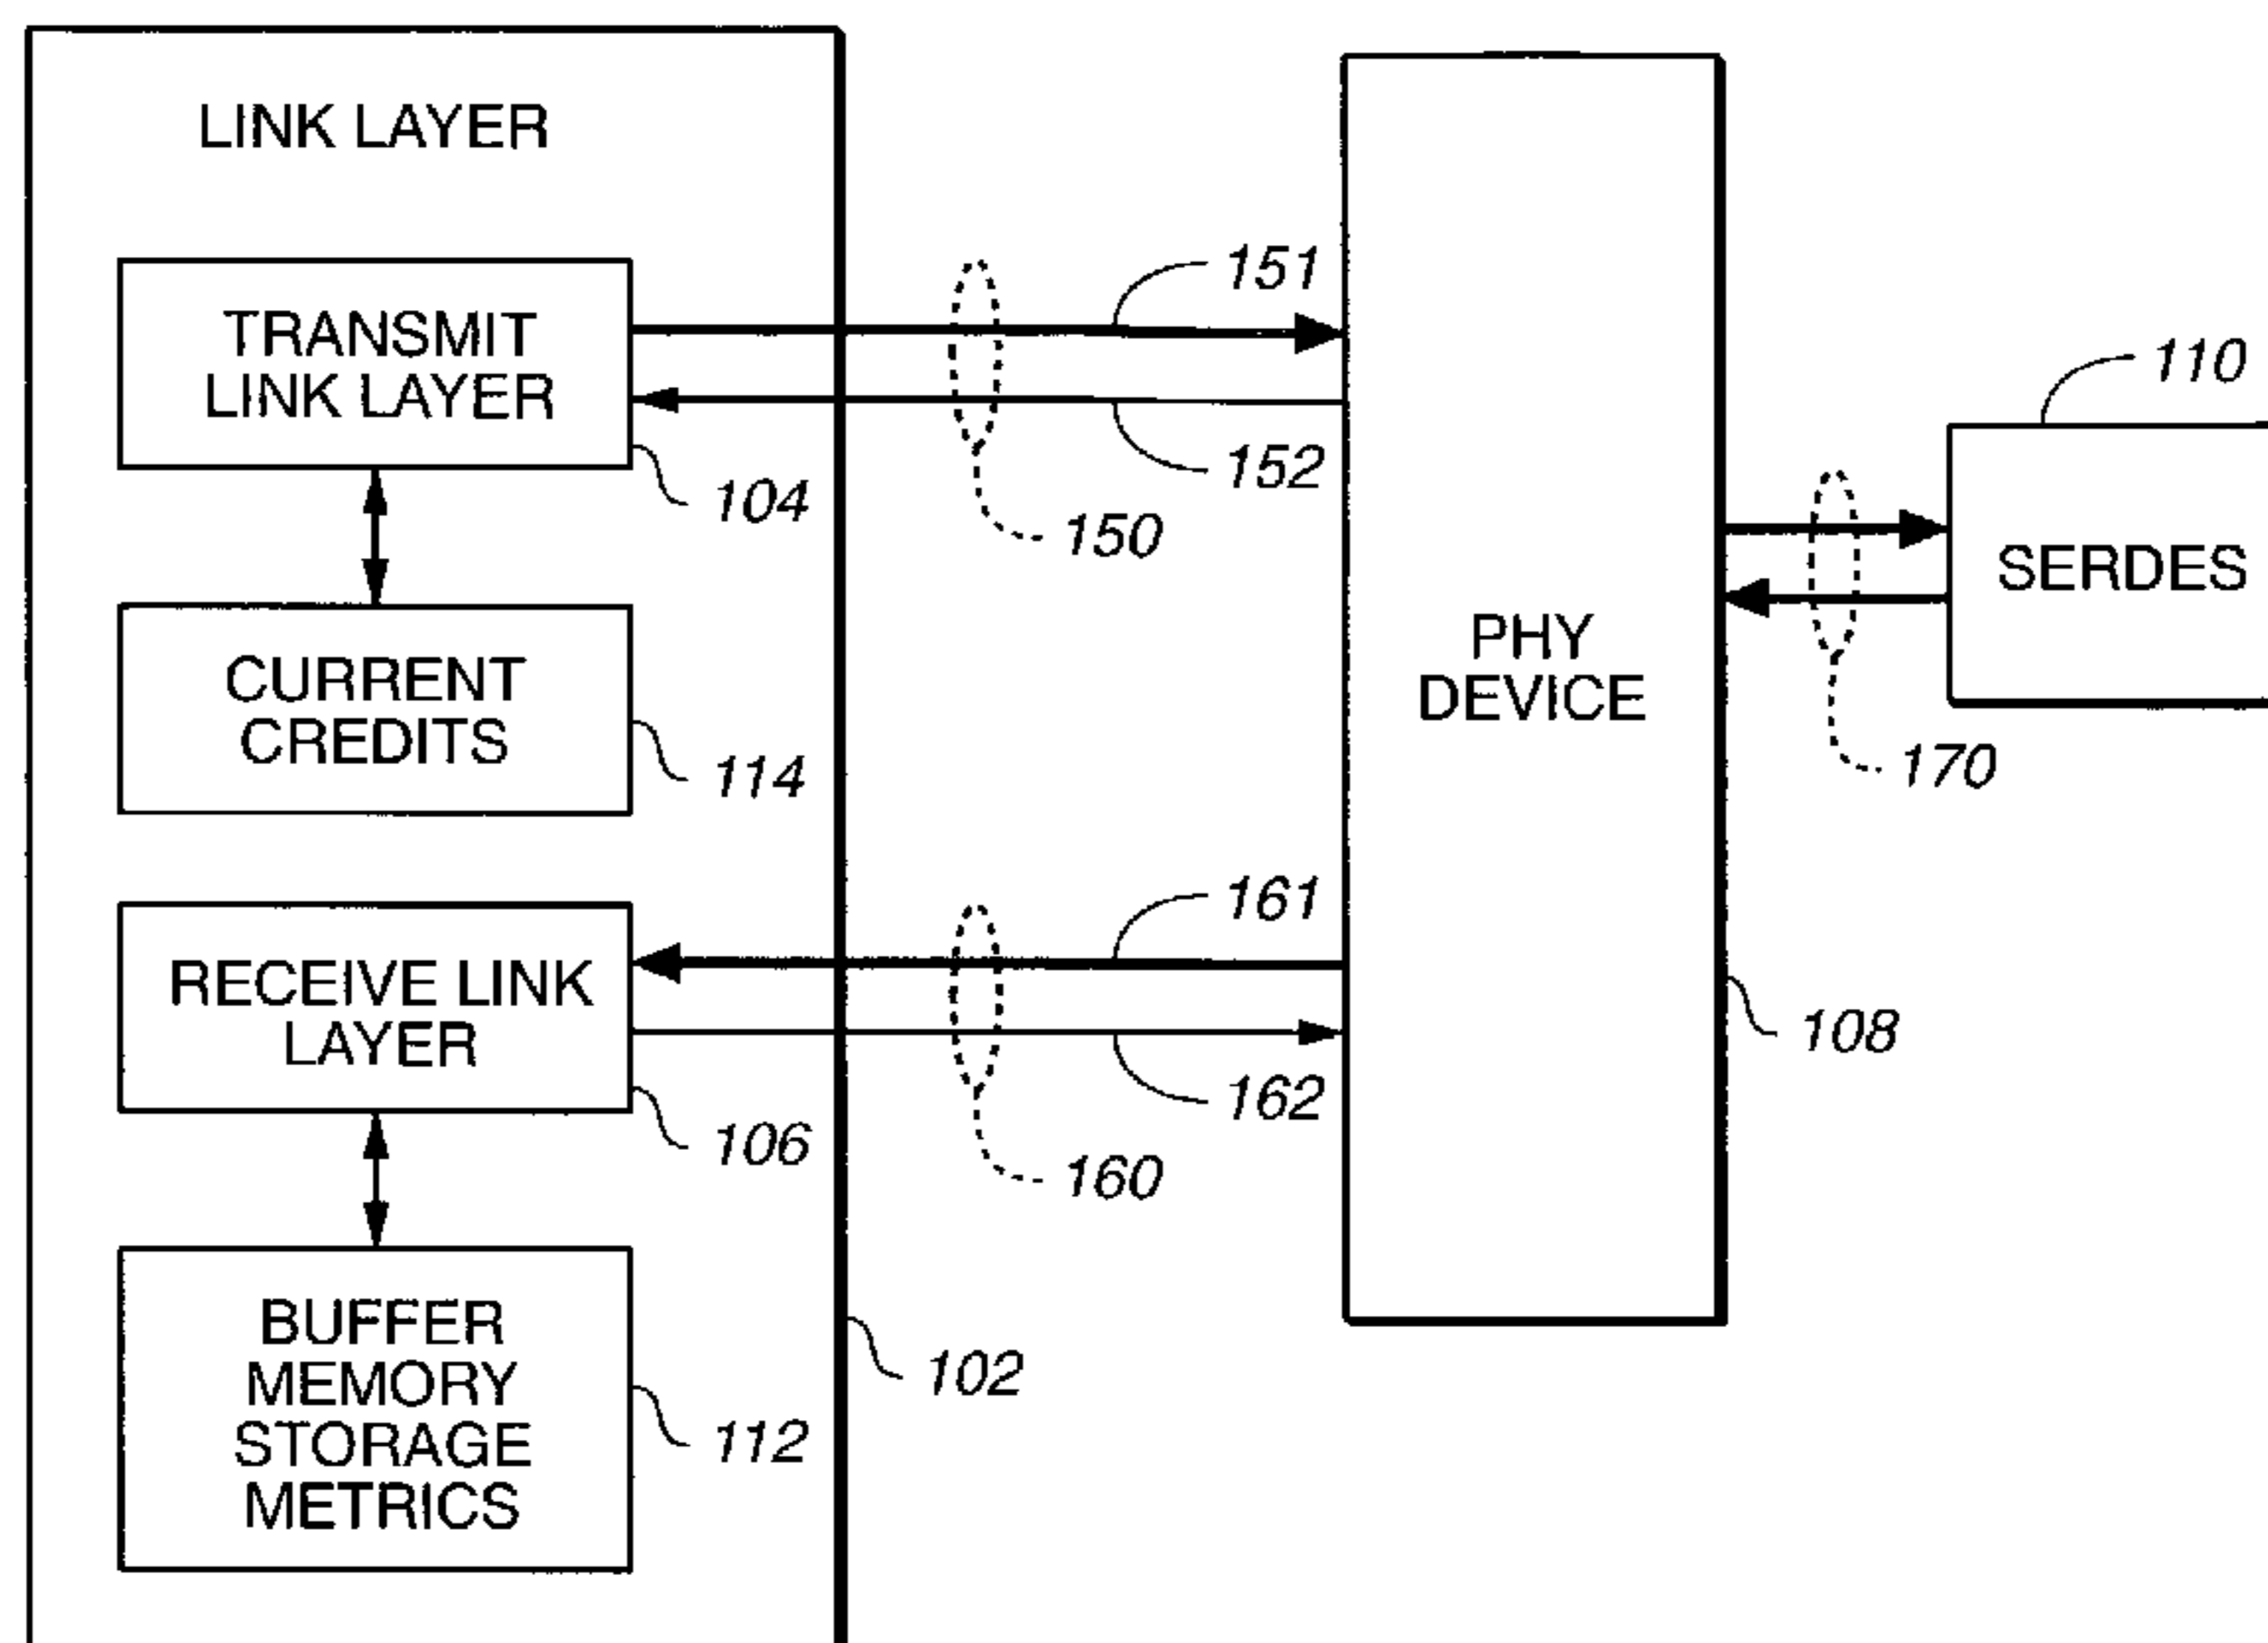 LINK LAYER
TRANSMIT
LINK LAYER
104
CURRENT
CREDITS
114
RECEIVE LINK
LAYER
106
BUFFER
MEMORY
STORAGE
METRICS
112
102
151
152
150
161
162
160
PHY
DEVICE
108
110
SERDES
170